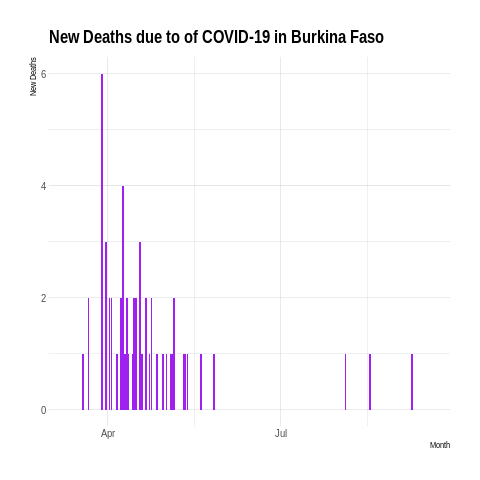 New Deaths due to of COVID-19 in Burkina Faso
New Deaths
6
4
2
0
Apr
Jul
Month